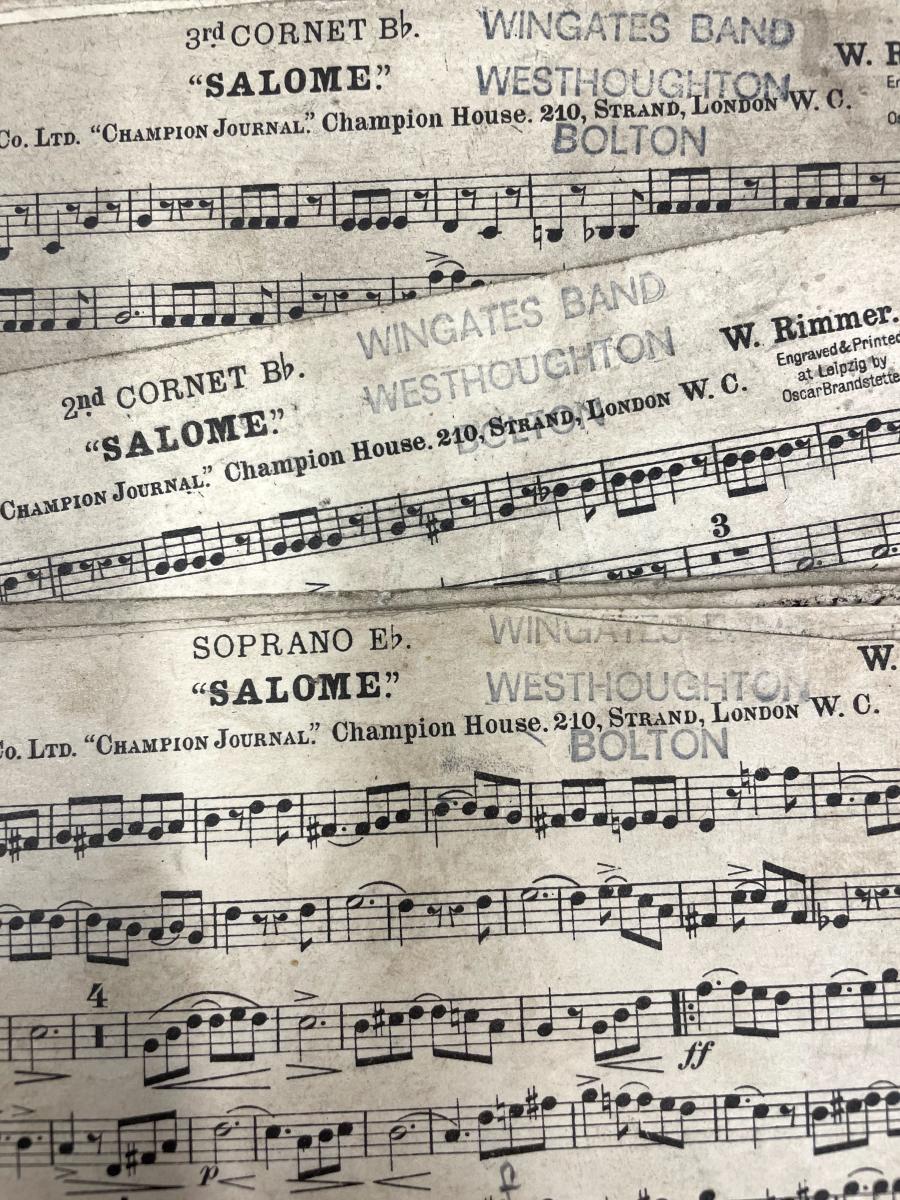 3rd CORNET B♭.
WINGATES BAND
"SALOME."
WESTHOUGHTON
W. R
Co. Ltd. "Champion Journal." Champion House. 210, Strand, London W. C.
BOLTON
WINGATES BAND
2nd CORNET B♭.
WESTHOUGHTON
W. Rimmer.
"SALOME."
BOLTON
Engraved & Printed
at Leipzig by
Oscar Brandstette
Champion Journal." Champion House. 210, Strand, London W. C.
3
SOPRANO E♭.
WINGATES
"SALOME."
WESTHOUGHTON
W.
Co. Ltd. "Champion Journal." Champion House. 210, Strand, London W. C.
BOLTON
4
ff
p